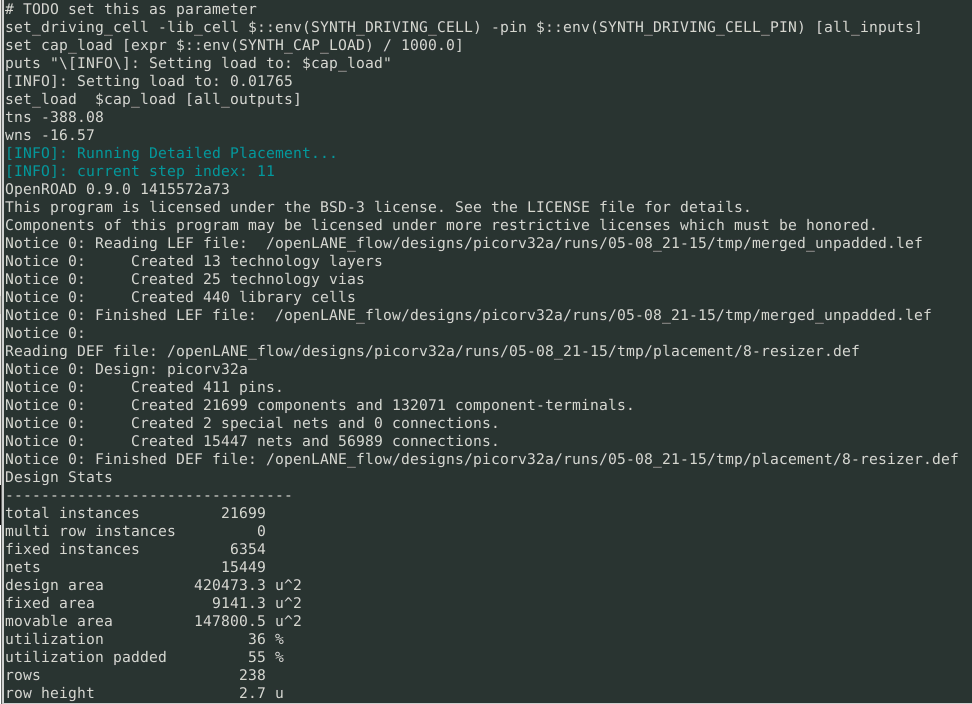 # TODO set this as parameter
set_driving_cell -lib_cell $::env(SYNTH_DRIVING_CELL) -pin $::env(SYNTH_DRIVING_CELL_PIN) [all_inputs]
set cap_load [expr $::env(SYNTH_CAP_LOAD) / 1000.0]
puts "\[INFO\]: Setting load to: $cap_load"
[INFO]: Setting load to: 0.01765
set_load  $cap_load [all_outputs]
tns -388.08
wns -16.57
[INFO]: Running Detailed Placement...
[INFO]: current step index: 11
OpenROAD 0.9.0 1415572a73
This program is licensed under the BSD-3 license. See the LICENSE file for details.
Components of this program may be licensed under more restrictive licenses which must be honored.
Notice 0: Reading LEF file:  /openLANE_flow/designs/picorv32a/runs/05-08_21-15/tmp/merged_unpadded.lef
Notice 0:     Created 13 technology layers
Notice 0:     Created 25 technology vias
Notice 0:     Created 440 library cells
Notice 0: Finished LEF file:  /openLANE_flow/designs/picorv32a/runs/05-08_21-15/tmp/merged_unpadded.lef
Notice 0:
Reading DEF file: /openLANE_flow/designs/picorv32a/runs/05-08_21-15/tmp/placement/8-resizer.def
Notice 0: Design: picorv32a
Notice 0:     Created 411 pins.
Notice 0:     Created 21699 components and 132071 component-terminals.
Notice 0:     Created 2 special nets and 0 connections.
Notice 0:     Created 15447 nets and 56989 connections.
Notice 0: Finished DEF file: /openLANE_flow/designs/picorv32a/runs/05-08_21-15/tmp/placement/8-resizer.def
Design Stats
--------------------------------
total instances         21699
multi row instances         0
fixed instances          6354
nets                    15449
design area          420473.3 u^2
fixed area             9141.3 u^2
movable area         147800.5 u^2
utilization                36 %
utilization padded         55 %
rows                      238
row height                2.7 u